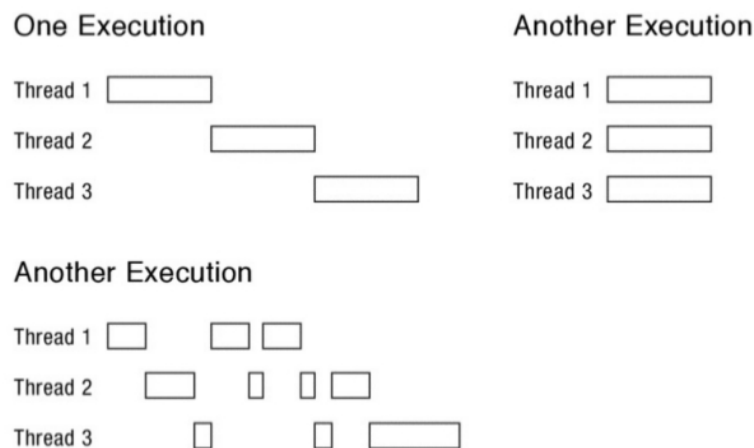 One Execution
Thread 1
Thread 2
Thread 3
Another Execution
Thread 1
Thread 2
Thread 3
Another Execution
Thread 1
Thread 2
Thread 3